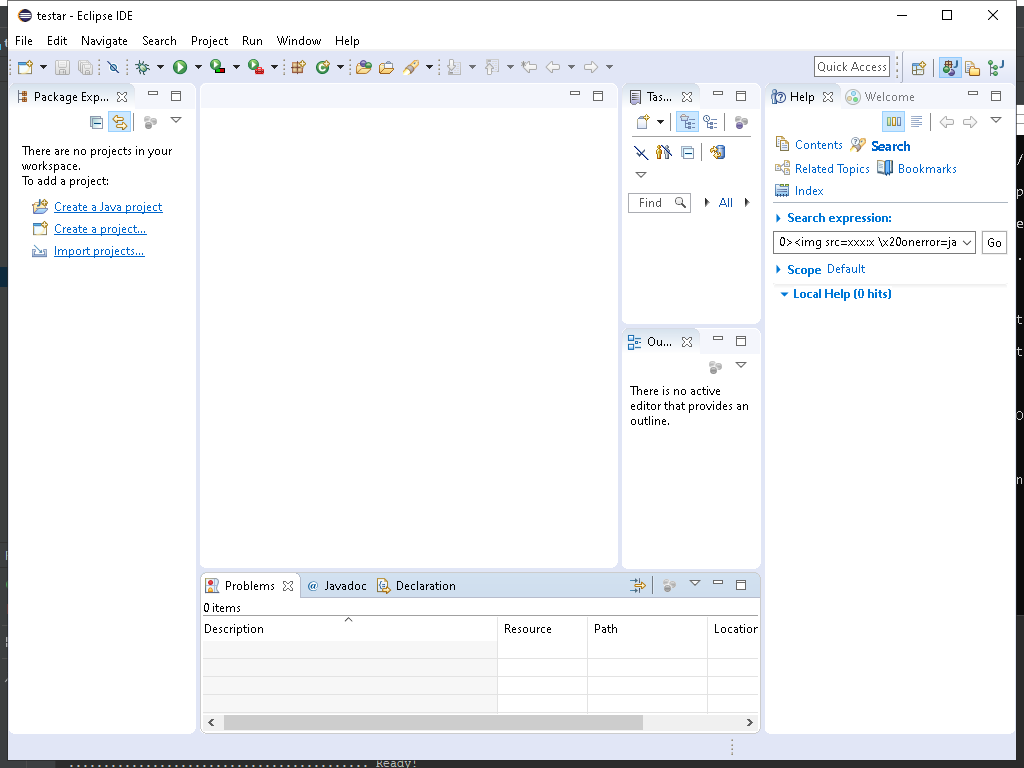 testar - Eclipse IDE
File Edit Navigate Search Project Run Window Help
Quick Access
Package Exp...
There are no projects in your
workspace.
To add a project:
Create a Java project
Create a project...
Import projects...
Tas...
Find
All
Ou...
There is no active
editor that provides an
outline.
Help Welcome
Contents Search
Related Topics Bookmarks
Index
Search expression:
0><img src=xxx:x \x20onerror=ja Go
Scope Default
Local Help (0 hits)
Problems @ Javadoc Declaration
0 items
Description Resource Path Location
Ready!